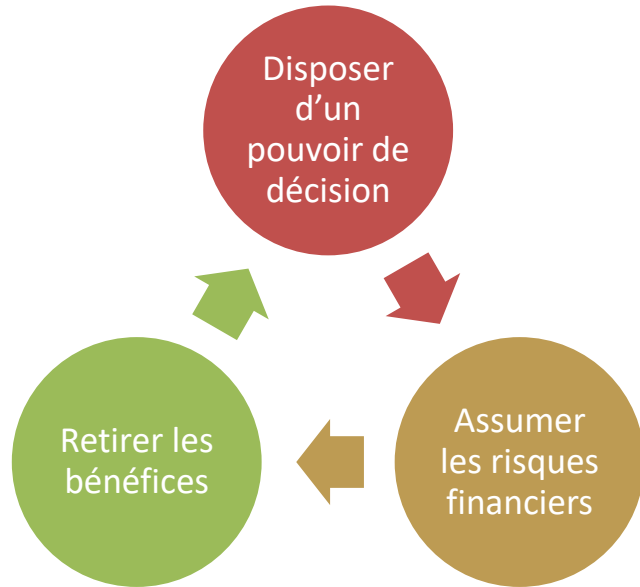 Disposer
d’un
pouvoir de
décision
Assumer
les risques
financiers
Retirer les
bénéfices